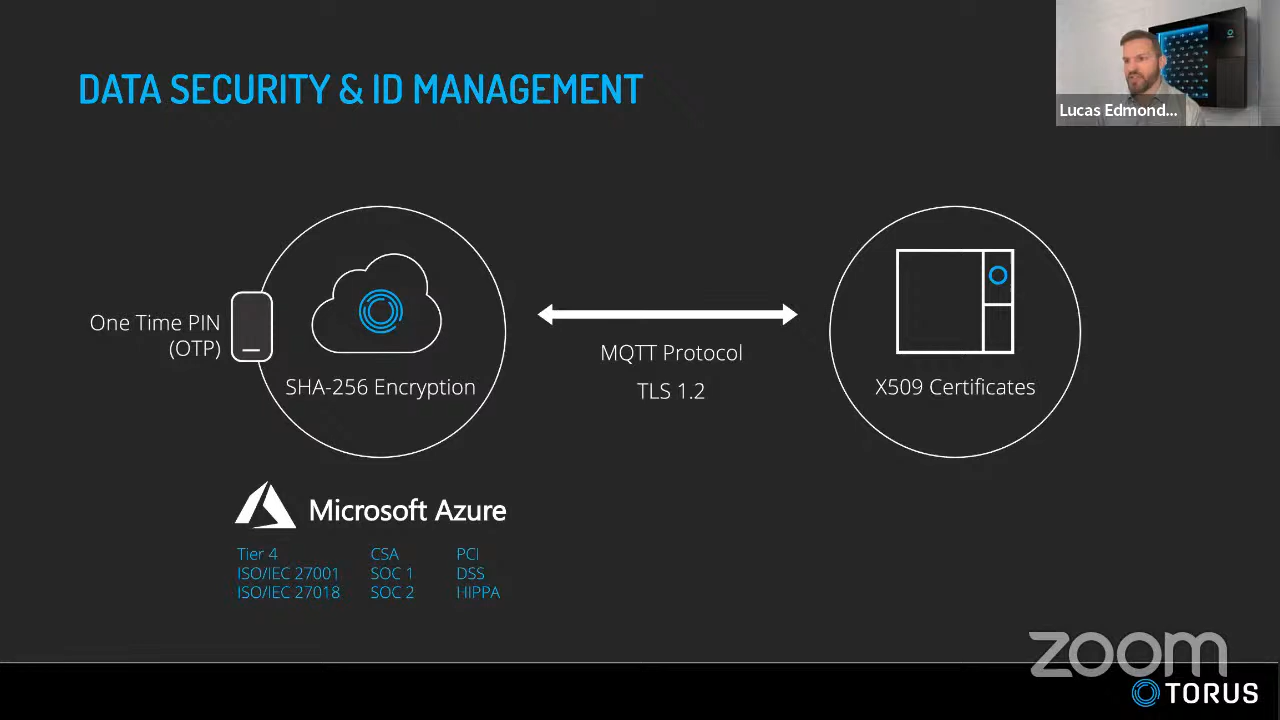 DATA SECURITY & ID MANAGEMENT
Lucas Edmond...
One Time PIN
(OTP)
SHA-256 Encryption
MQTT Protocol
TLS 1.2
X509 Certificates
Microsoft Azure
Tier 4 CSA PCI
ISO/IEC 27001 SOC 1 DSS
ISO/IEC 27018 SOC 2 HIPPA
zoom
TORUS